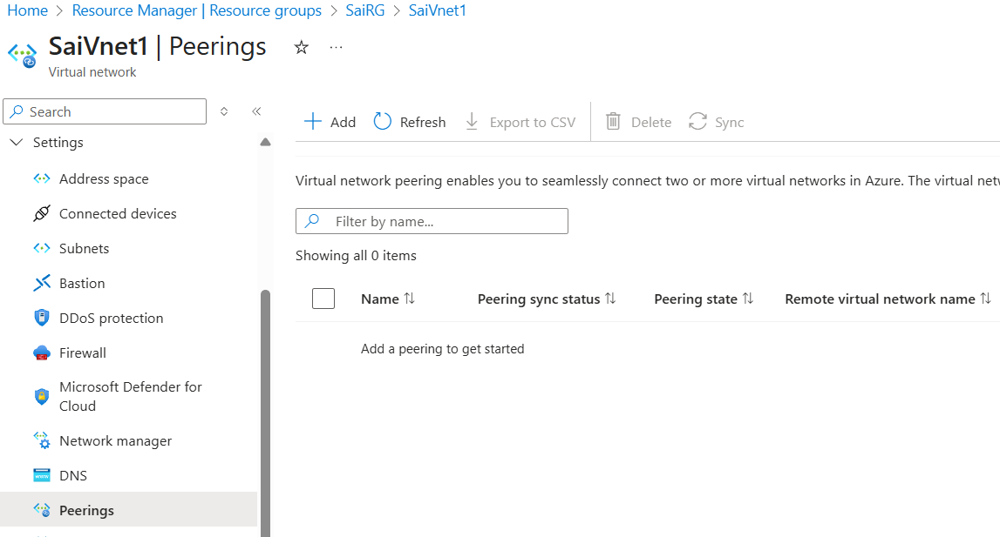 Home > Resource Manager | Resource groups > SaiRG > SaiVnet1
SaiVnet1 | Peerings
Virtual network
Search
Add Refresh Export to CSV Delete Sync
Settings
Address space
Connected devices
Subnets
Bastion
DDoS protection
Firewall
Microsoft Defender for
Cloud
Network manager
DNS
Peerings
Virtual network peering enables you to seamlessly connect two or more virtual networks in Azure. The virtual
Filter by name...
Showing all 0 items
Name Peering sync status Peering state Remote virtual network name
Add a peering to get started